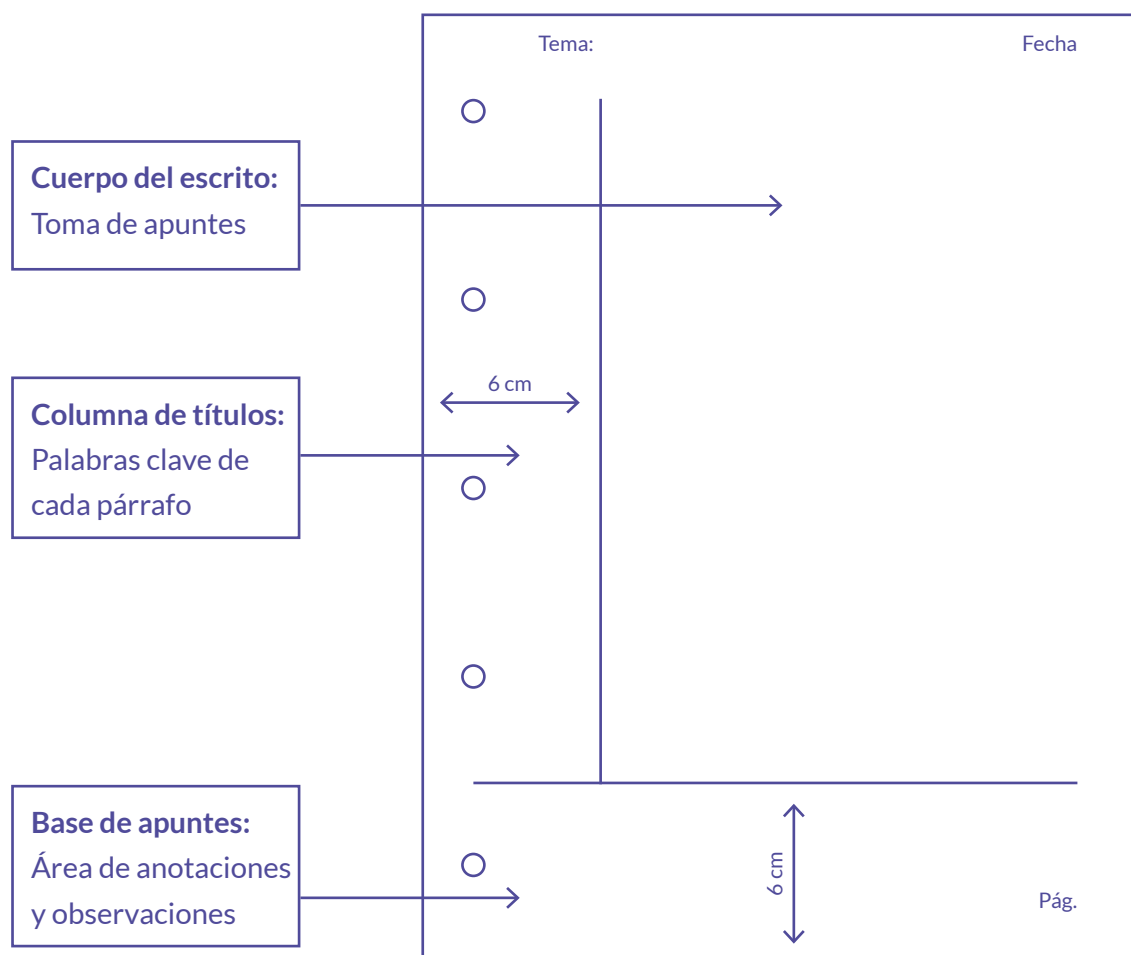 Tema:
Fecha
Cuerpo del escrito:
Toma de apuntes
6 cm
Columna de títulos:
Palabras clave de
cada párrafo
Base de apuntes:
Área de anotaciones
y observaciones
6 cm
Pág.